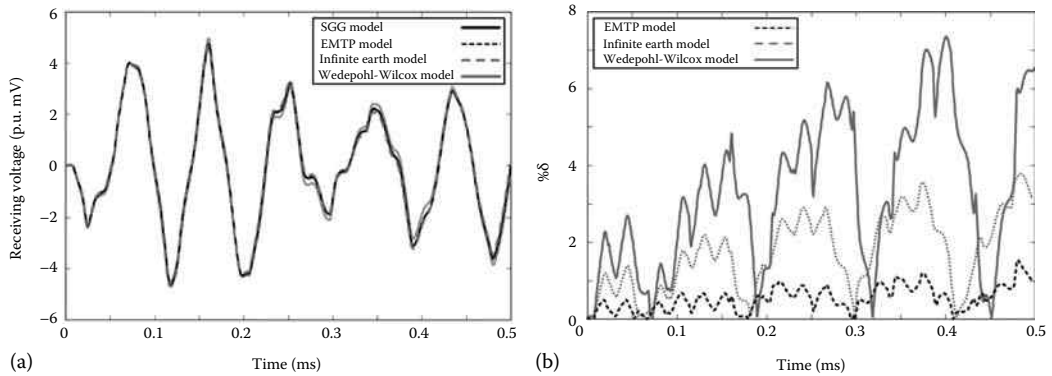 SGG model
EMTP model
Infinite earth model
Wedepohl-Wilcox model
Receiving voltage (p.u. mV)
6
4
2
0
−2
−4
−6
0
0.1
0.2
0.3
0.4
0.5
Time (ms)
(a)
EMTP model
Infinite earth model
Wedepohl-Wilcox model
%δ
8
6
4
2
0
0.1
0.2
0.3
0.4
0.5
Time (ms)
(b)